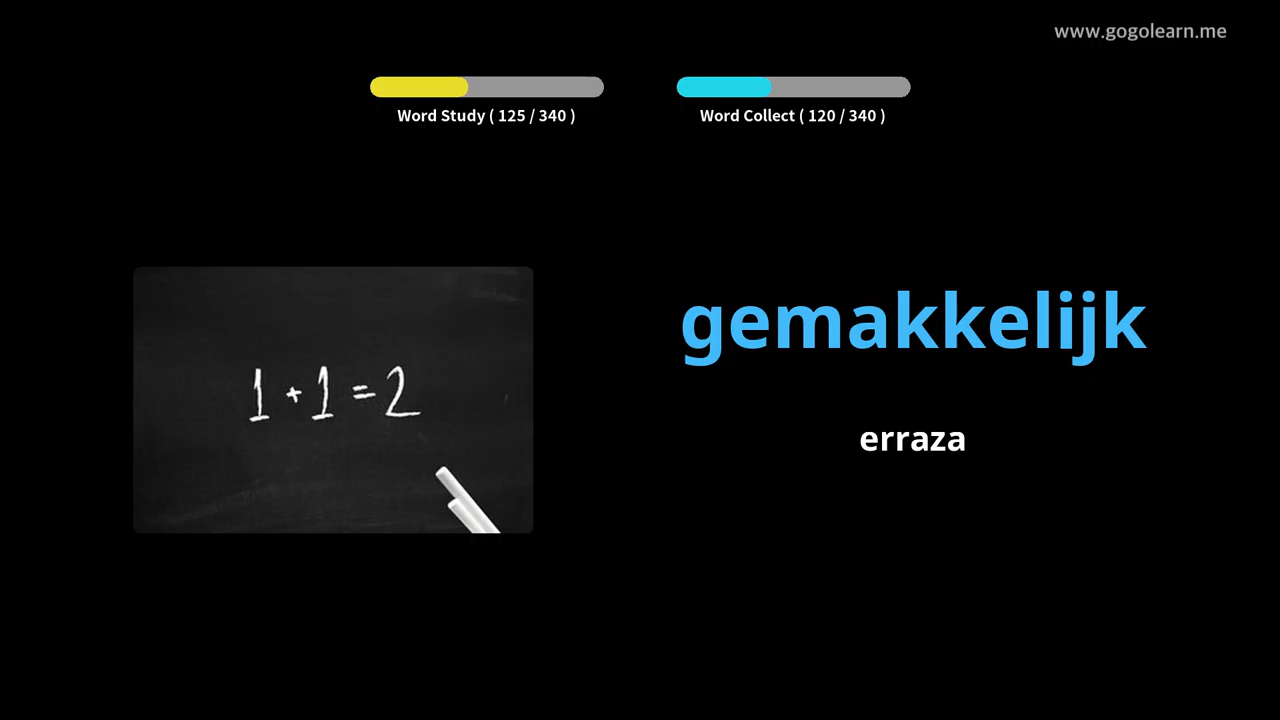 www.gogolearn.me
Word Study ( 125 / 340 )
Word Collect ( 120 / 340 )
1 + 1 = 2
gemakkelijk
erraza